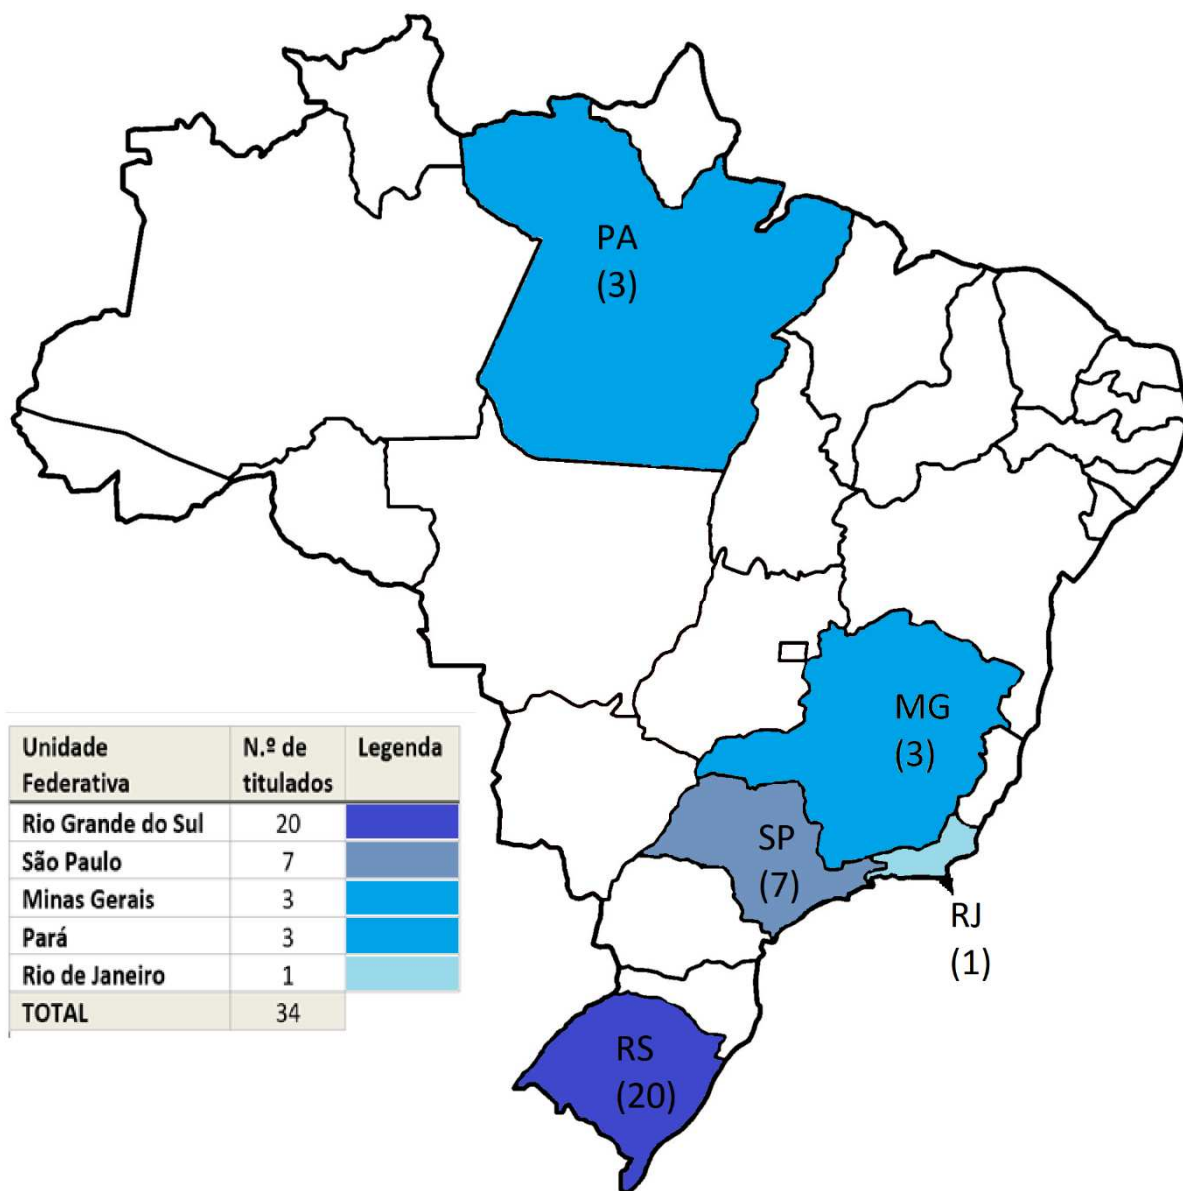 PA
(3)
MG
(3)
SP
(7)
RJ
(1)
RS
(20)
Unidade Federativa N.º de titulados Legenda
Rio Grande do Sul 20
São Paulo 7
Minas Gerais 3
Pará 3
Rio de Janeiro 1
TOTAL 34